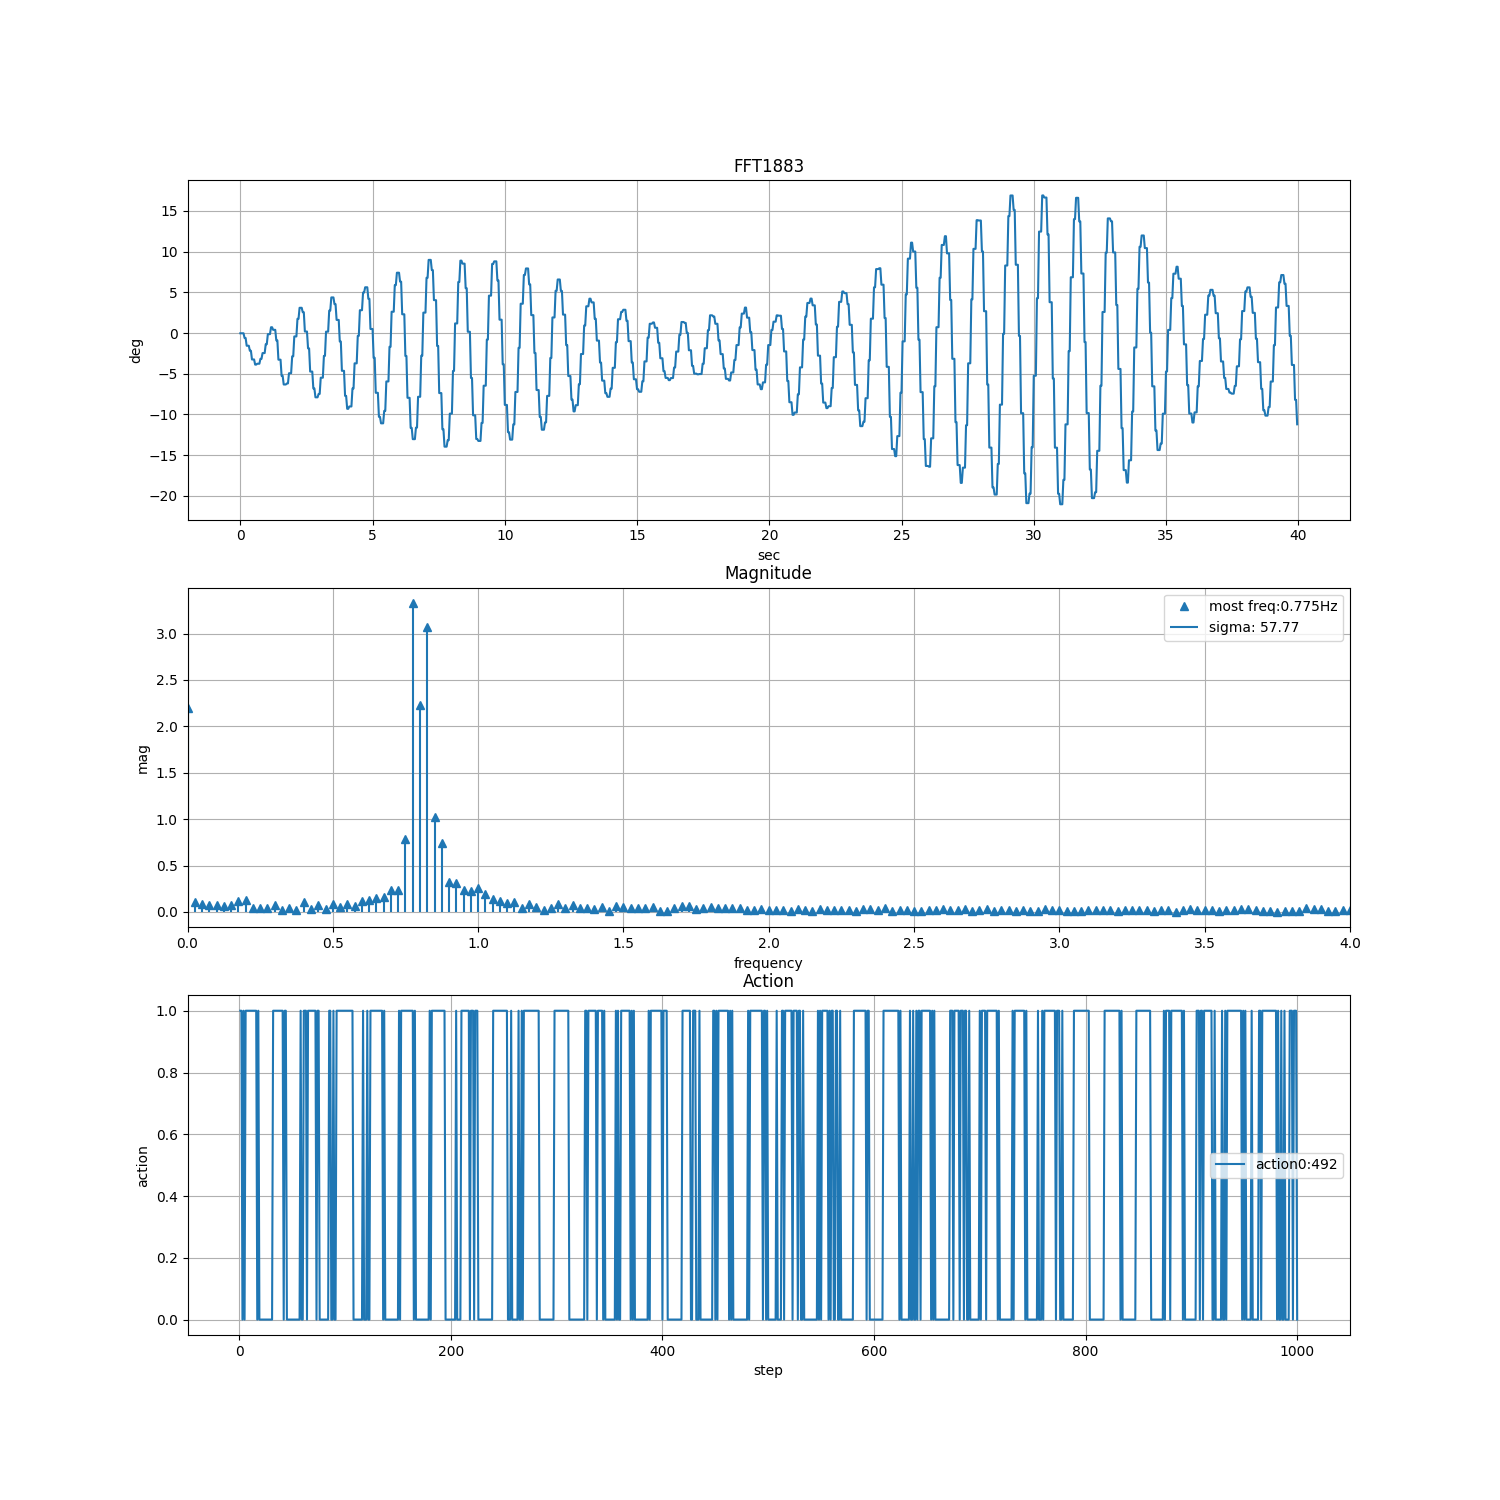 FFT1883
15
10
5
0
−5
−10
−15
−20
deg
0 5 10 15 20 25 30 35 40
sec
Magnitude
most freq:0.775Hz
sigma: 57.77
3.0
2.5
2.0
1.5
1.0
0.5
0.0
mag
0.0 0.5 1.0 1.5 2.0 2.5 3.0 3.5 4.0
frequency
Action
1.0
0.8
0.6
0.4
0.2
0.0
action
action0:492
0 200 400 600 800 1000
step